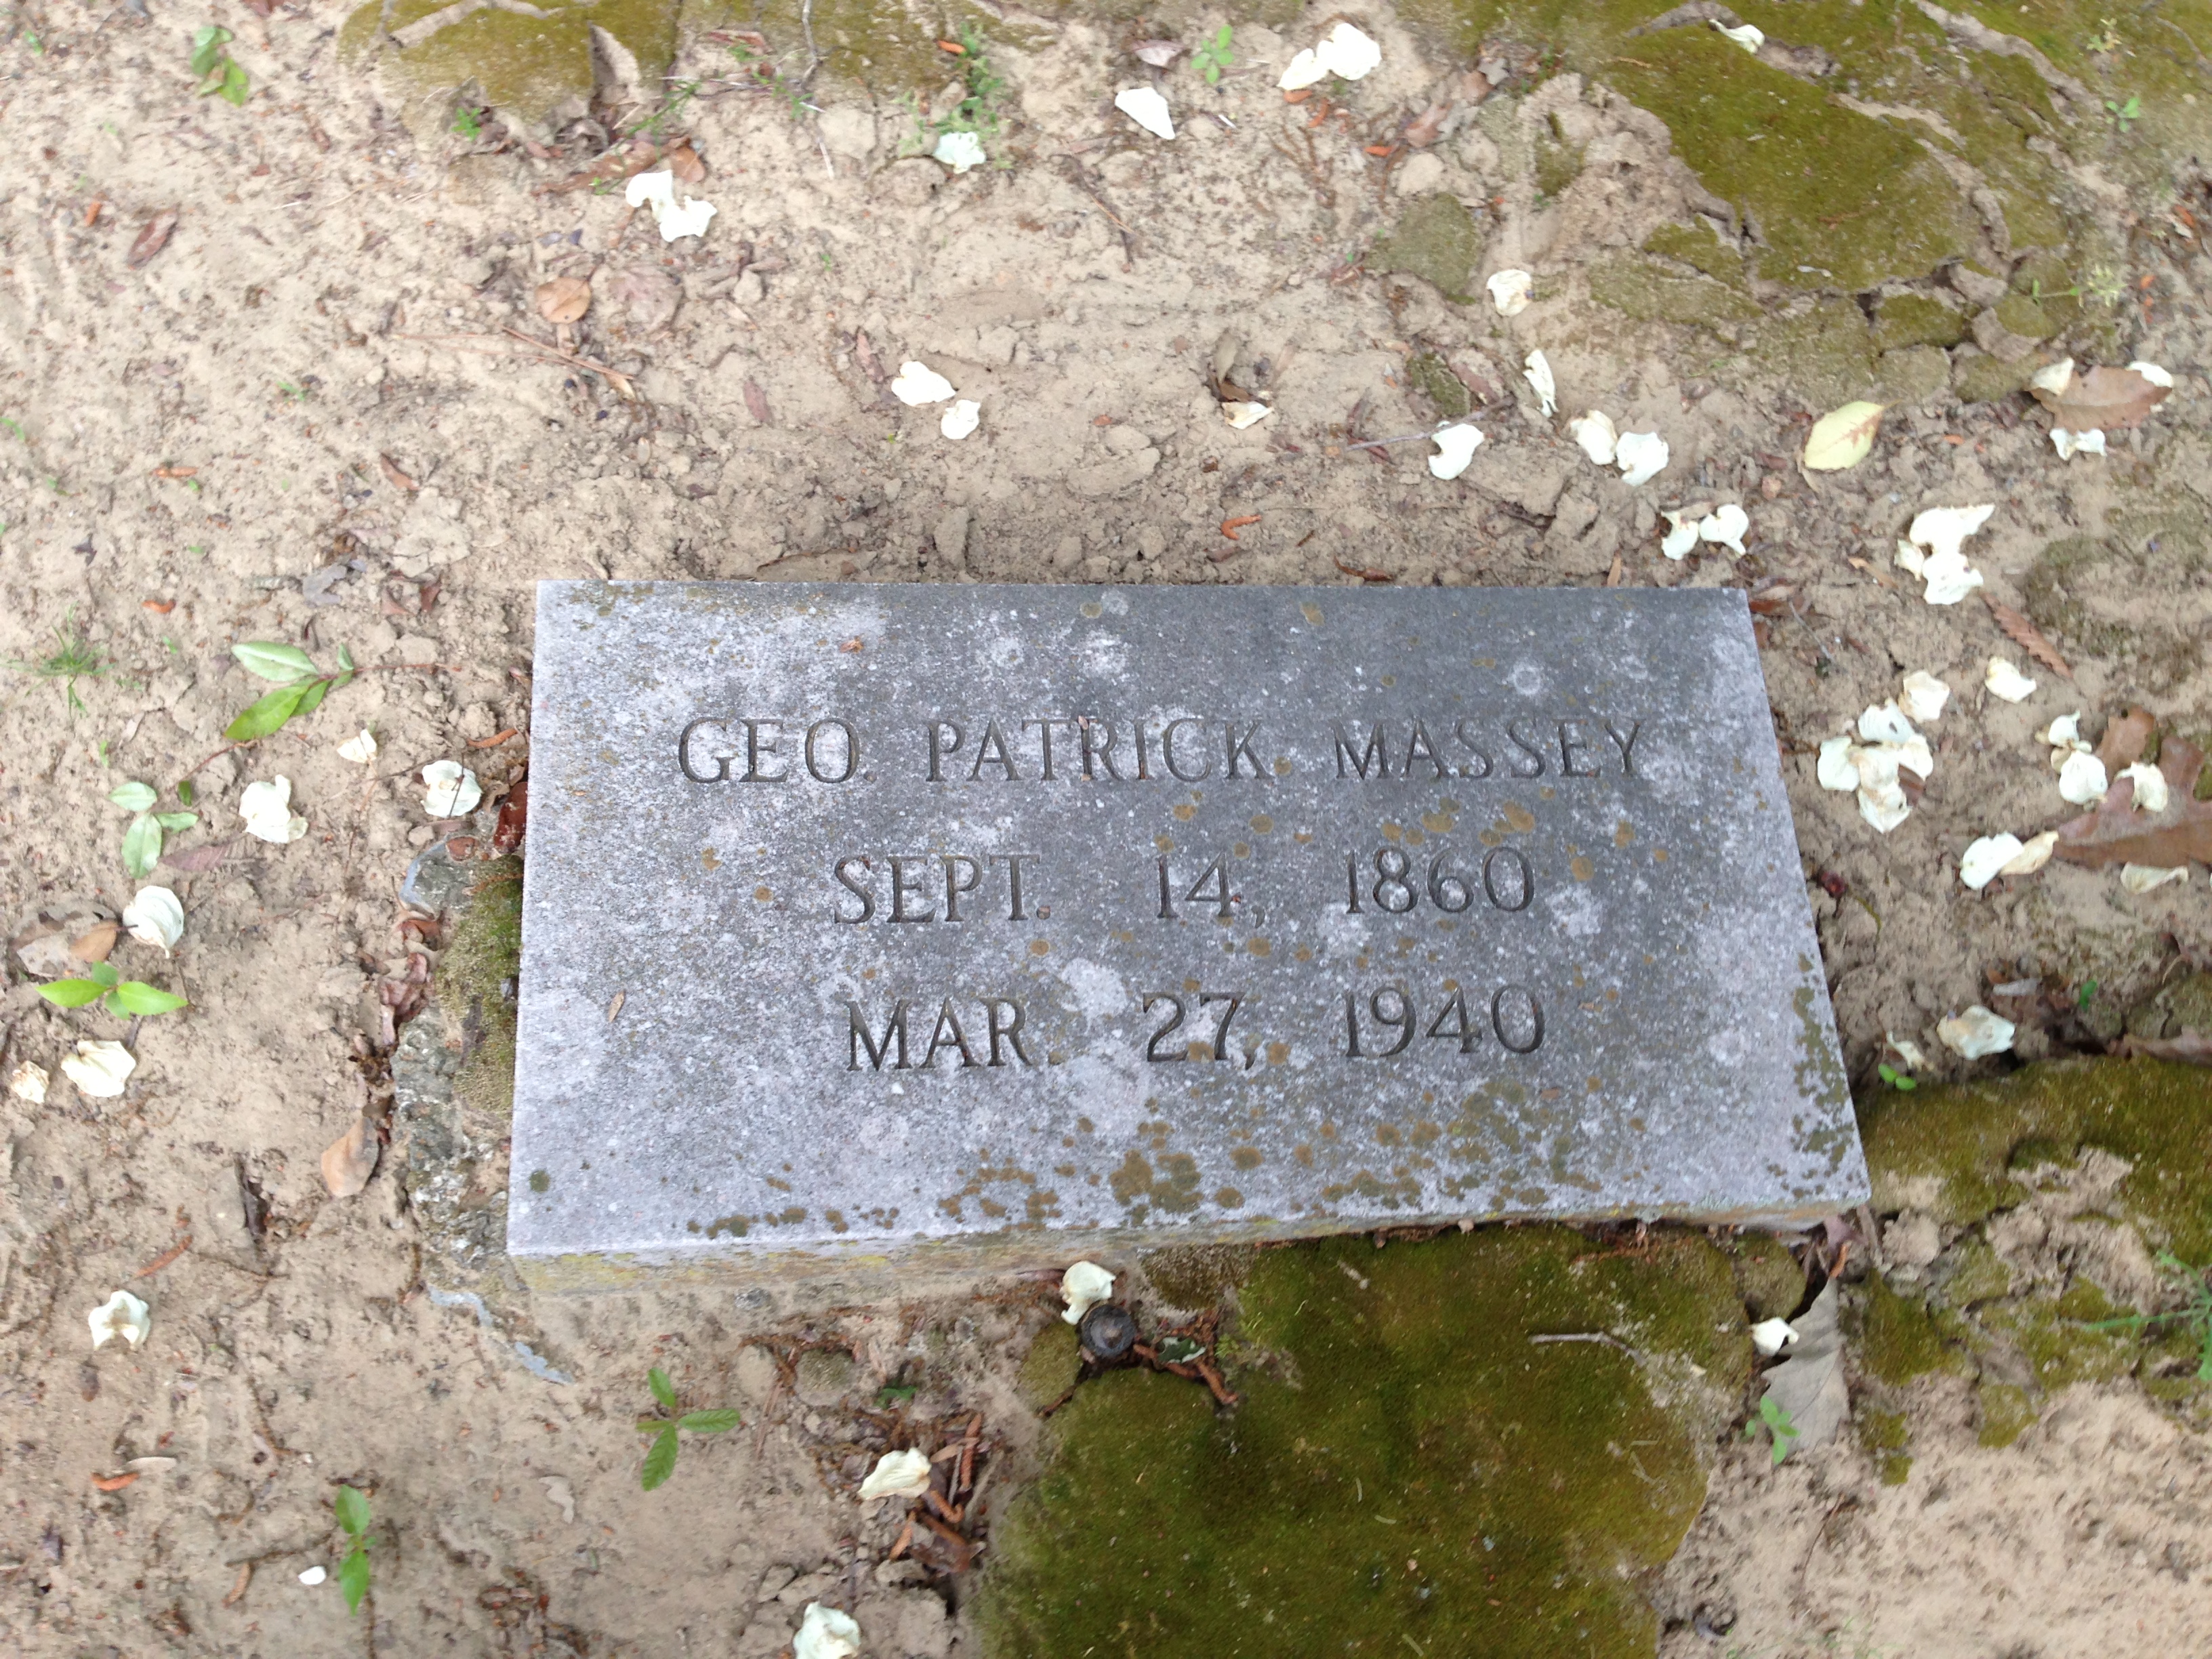 GEO. PATRICK MASSEY
SEPT. 14, 1860
MAR. 27, 1940